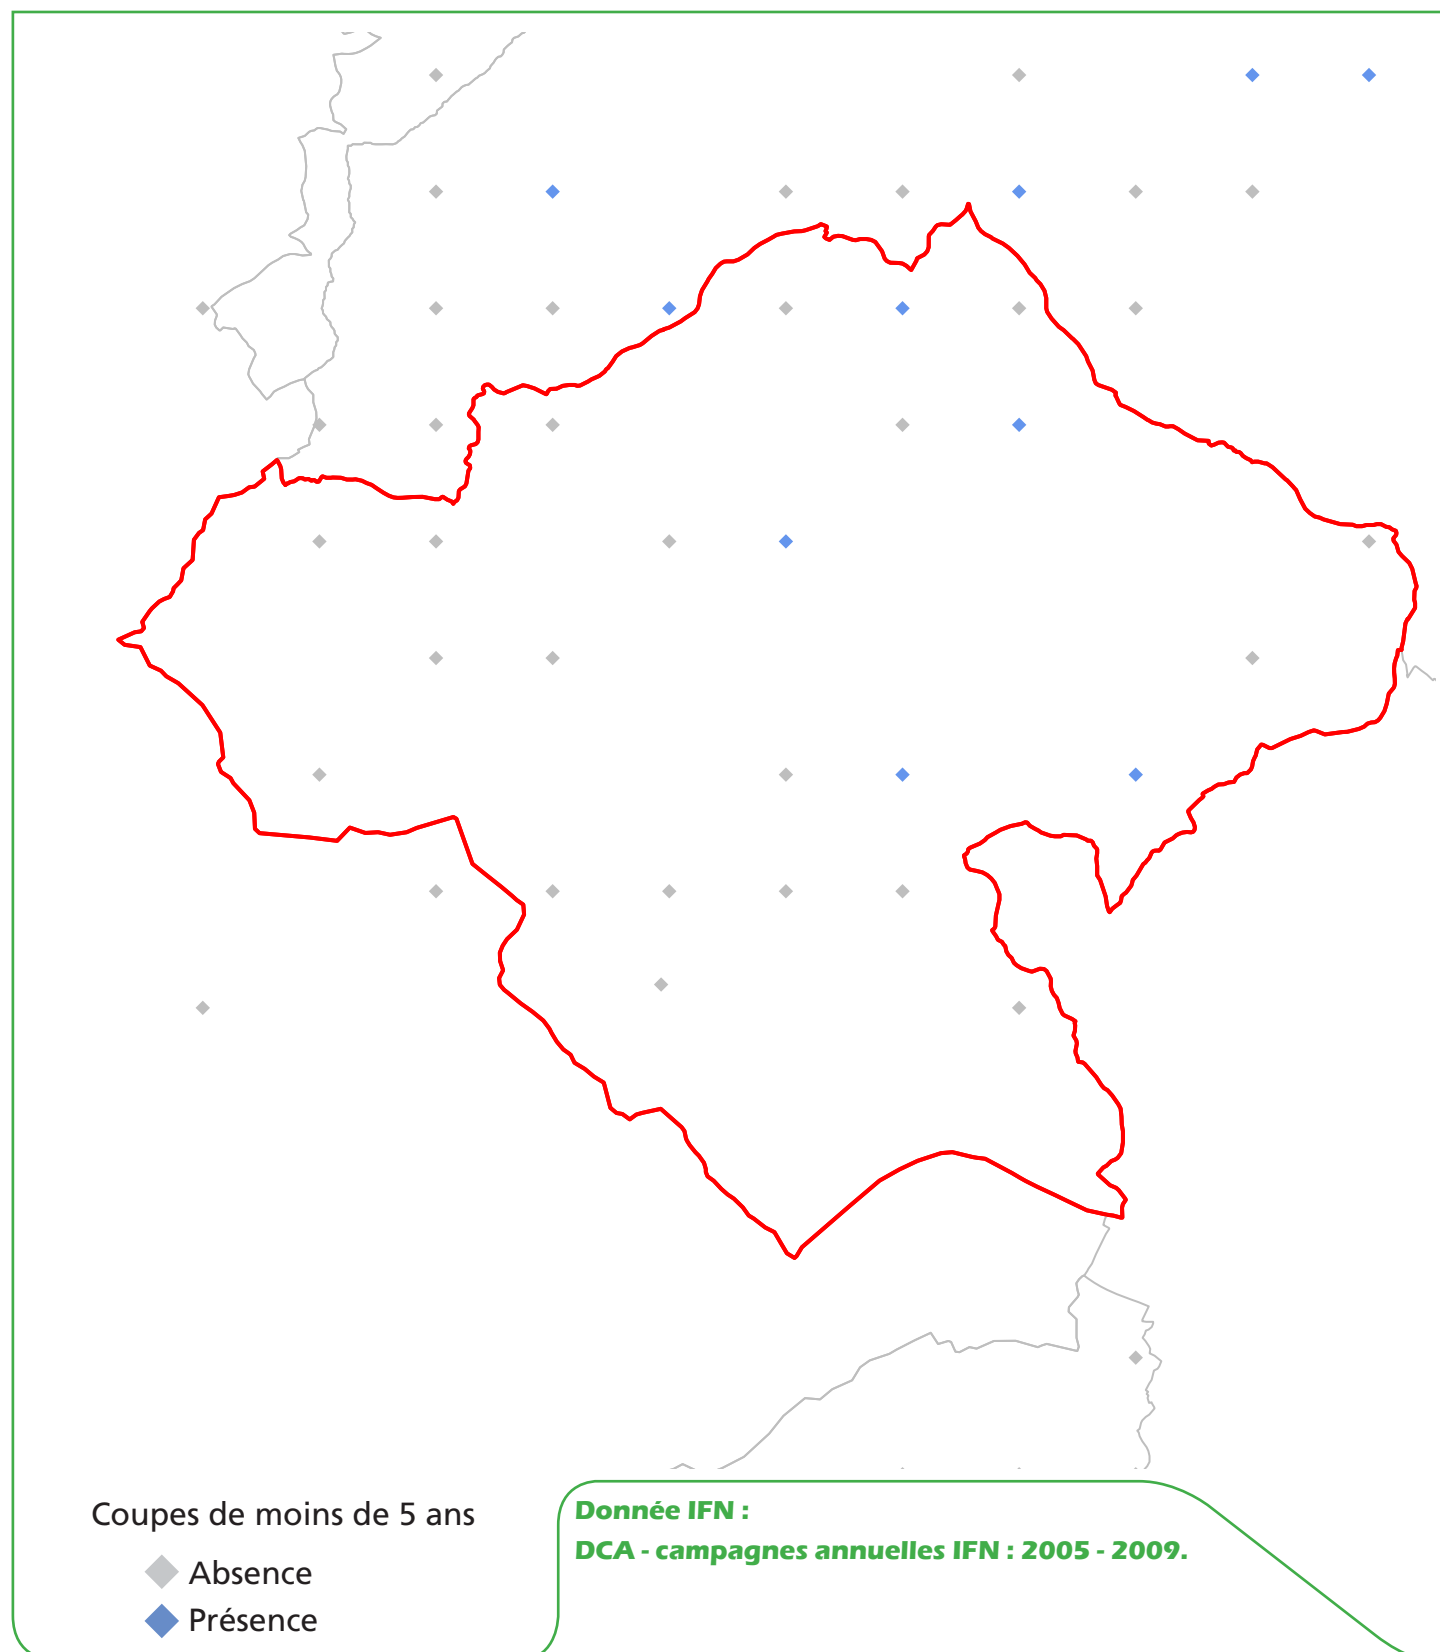 Coupes de moins de 5 ans
Absence
Présence
Donnée IFN :
DCA - campagnes annuelles IFN : 2005 - 2009.